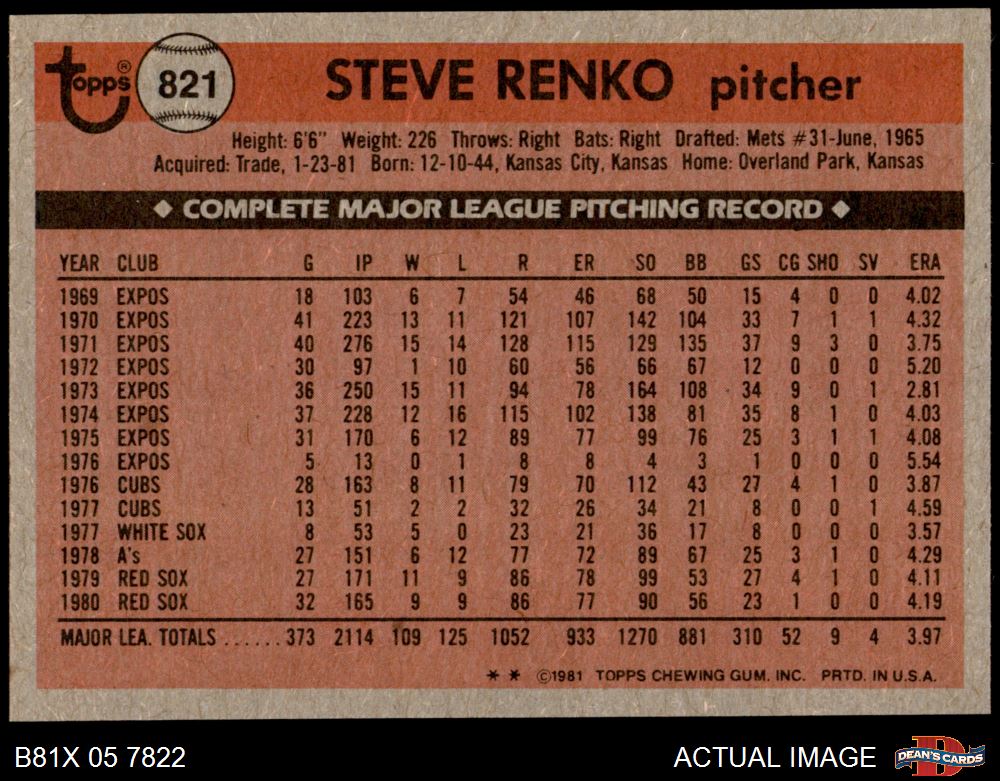 Topps ® 821 STEVE RENKO pitcher
Height: 6'6" Weight: 226 Throws: Right Bats: Right Drafted: Mets #31-June, 1965
Acquired: Trade, 1-23-81 Born: 12-10-44, Kansas City, Kansas Home: Overland Park, Kansas
◆ COMPLETE MAJOR LEAGUE PITCHING RECORD ◆
YEAR CLUB G IP W L R ER SO BB GS CG SHO SV ERA
1969 EXPOS 18 103 6 7 54 46 68 50 15 4 0 0 4.02
1970 EXPOS 41 223 13 11 121 107 142 104 33 7 1 1 4.32
1971 EXPOS 40 276 15 14 128 115 129 135 37 9 3 0 3.75
1972 EXPOS 30 97 1 10 60 56 66 67 12 0 0 0 5.20
1973 EXPOS 36 250 15 11 94 78 164 108 34 9 0 1 2.81
1974 EXPOS 37 228 12 16 115 102 138 81 35 8 1 0 4.03
1975 EXPOS 31 170 6 12 89 77 99 76 25 3 1 1 4.08
1976 EXPOS 5 13 0 1 8 8 4 3 1 0 0 0 5.54
1976 CUBS 28 163 8 11 79 70 112 43 27 4 1 0 3.87
1977 CUBS 13 51 2 2 32 26 34 21 8 0 0 1 4.59
1977 WHITE SOX 8 53 5 0 23 21 36 17 8 0 0 0 3.57
1978 A's 27 151 6 12 77 72 89 67 25 3 1 0 4.29
1979 RED SOX 27 171 11 9 86 78 99 53 27 4 1 0 4.11
1980 RED SOX 32 165 9 9 86 77 90 56 23 1 0 0 4.19
MAJOR LEA. TOTALS ...... 373 2114 109 125 1052 933 1270 881 310 52 9 4 3.97
* * ©1981 TOPPS CHEWING GUM. INC. PRTD. IN U.S.A.
B81X 05 7822 ACTUAL IMAGE D DEAN'S CARDS